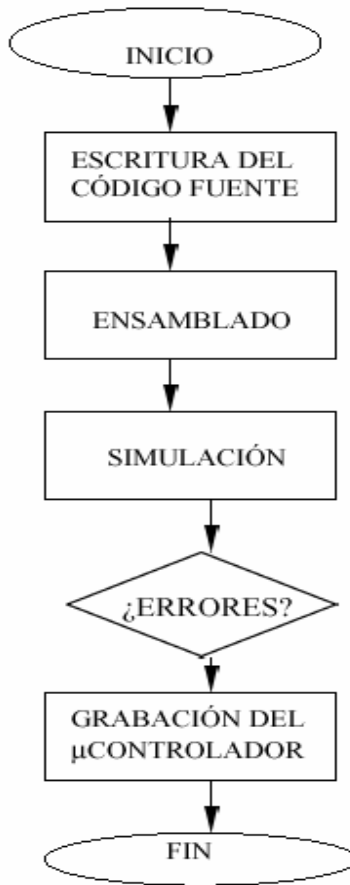 INICIO
ESCRITURA DEL
CÓDIGO FUENTE
ENSAMBLADO
SIMULACIÓN
¿ERRORES?
GRABACIÓN DEL
µCONTROLADOR
FIN